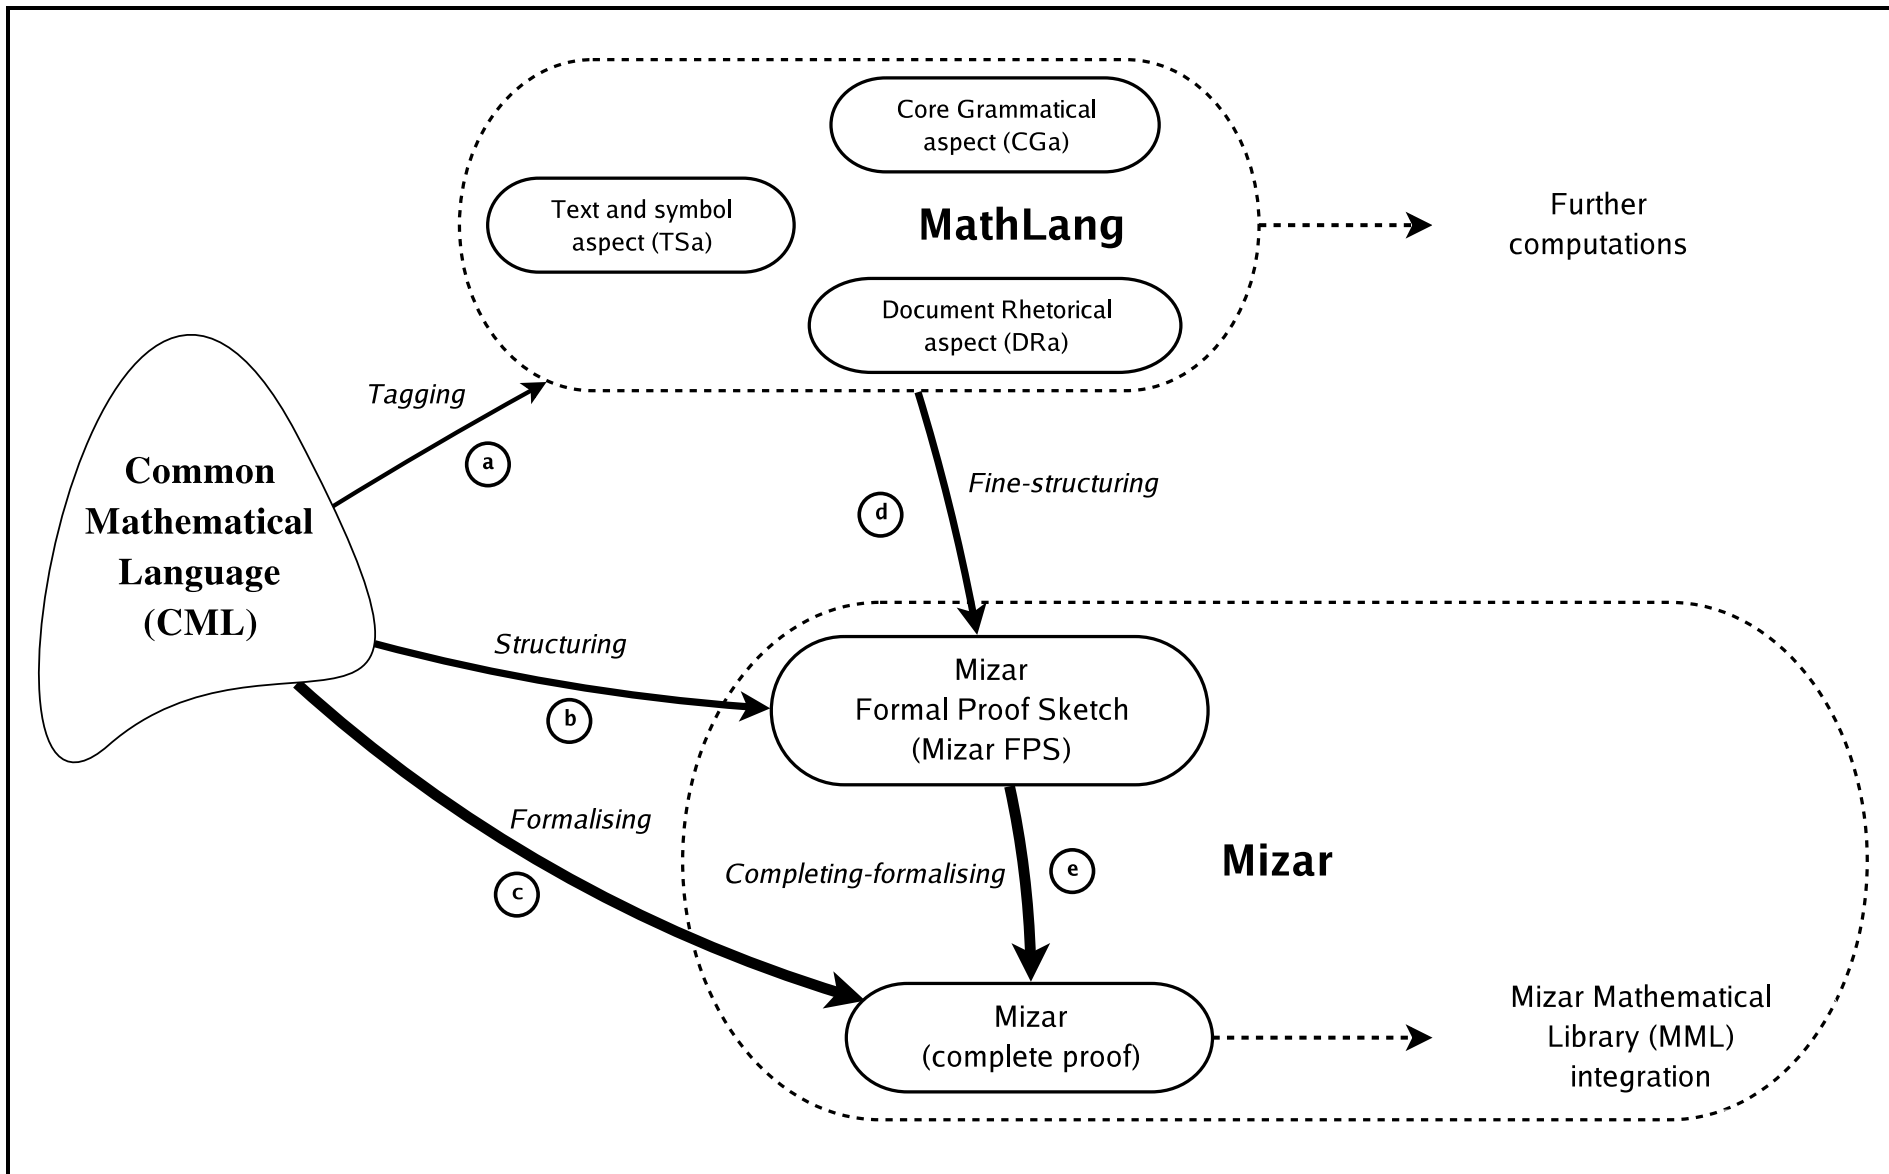 Core Grammatical
aspect (CGa)
Text and symbol
aspect (TSa)
MathLang
Further
computations
Document Rhetorical
aspect (DRa)
Tagging
a
Common
Mathematical
Language
(CML)
Fine-structuring
d
Structuring
b
Mizar
Formal Proof Sketch
(Mizar FPS)
Formalising
c
Completing-formalising
e
Mizar
Mizar
(complete proof)
Mizar Mathematical
Library (MML)
integration